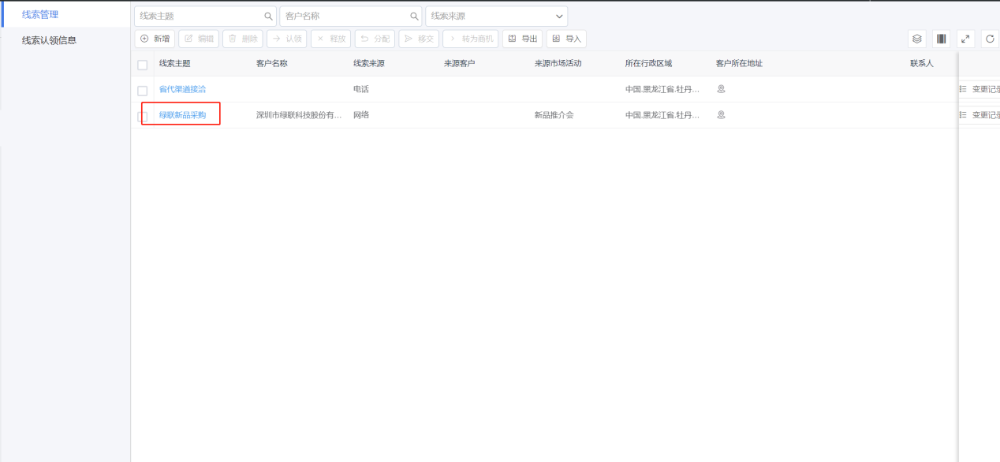 线索管理
线索认领信息
线索主题 客户名称 线索来源
新增 编辑 删除 认领 释放 分配 移交 转为商机 导出 导入
线索主题 客户名称 线索来源 来源客户 来源市场活动 所在行政区域 客户所在地址 联系人
省代渠道接洽 电话 中国.黑龙江省.牡丹... 变更记录
绿联新品采购 深圳市绿联科技股份有... 网络 新品推介会 中国.黑龙江省.牡丹... 变更记录